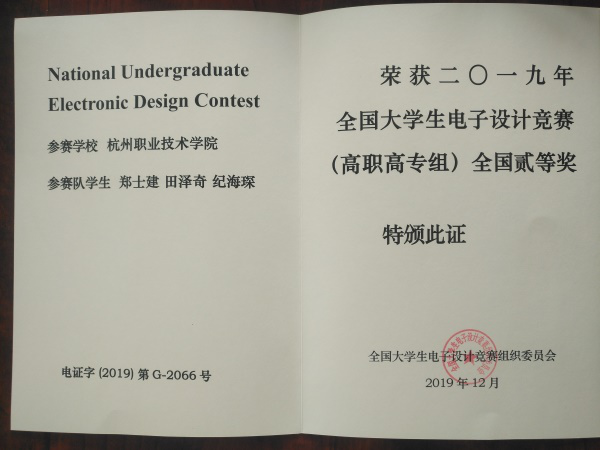 National Undergraduate
Electronic Design Contest
参赛学校 杭州职业技术学院
参赛队学生 郑士建 田泽奇 纪海琛
电证字 (2019) 第 G-2066 号
荣获二〇一九年
全国大学生电子设计竞赛
(高职高专组) 全国贰等奖
特颁此证
全国大学生电子设计竞赛组织委员会
2019 年 12 月